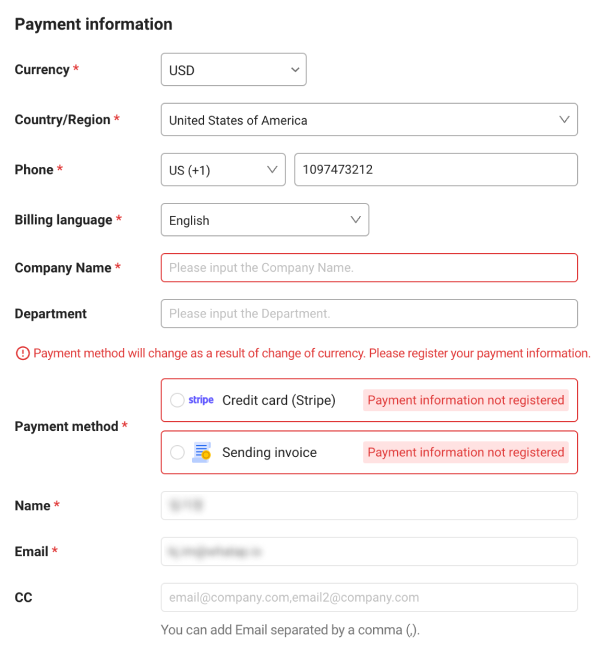 Payment information
Currency *
USD
Country/Region *
United States of America
Phone *
US (+1)
1097473212
Billing language *
English
Company Name *
Please input the Company Name.
Department
Please input the Department.
Payment method will change as a result of change of currency. Please register your payment information.
Payment method *
stripe Credit card (Stripe) Payment information not registered
Sending invoice Payment information not registered
Name *
Email *
CC
email@company.com,email2@company.com
You can add Email separated by a comma (,).